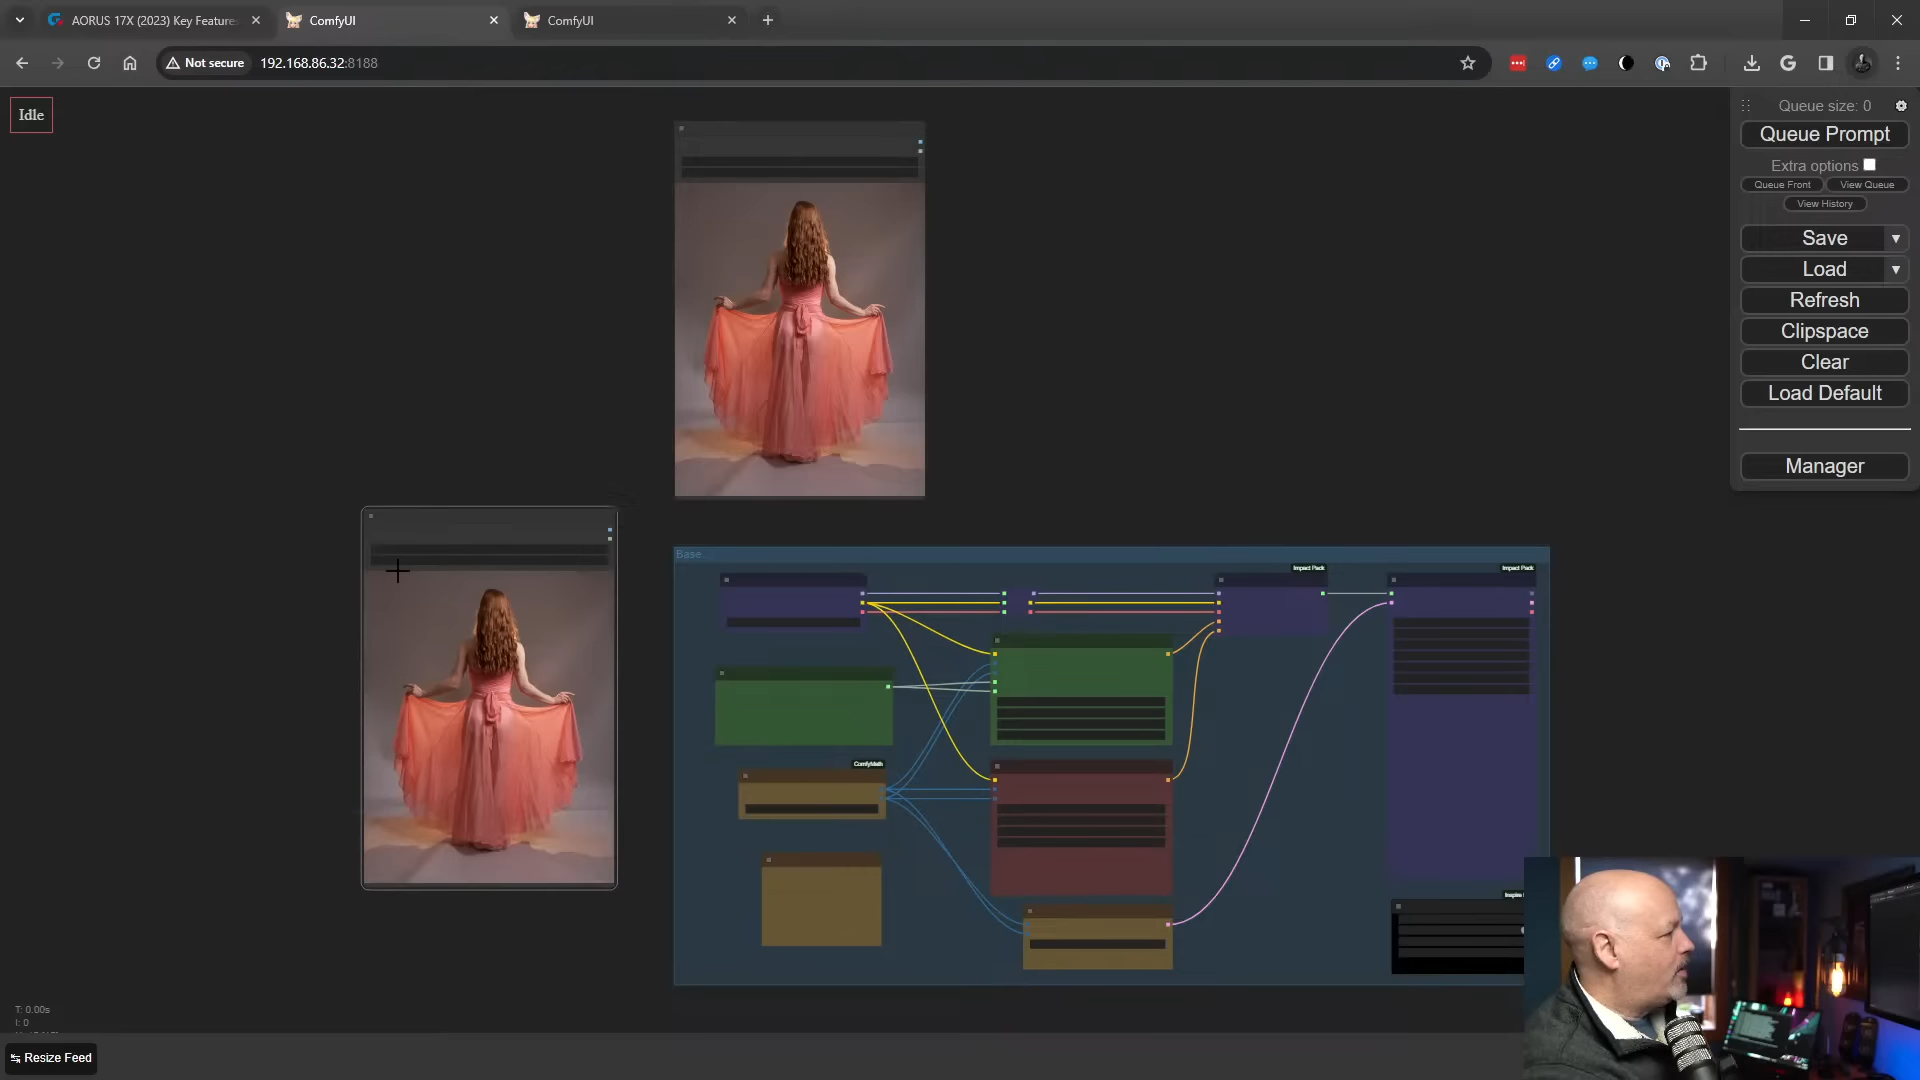 AORUS 17X (2023) Key Feature
ComfyUI
ComfyUI
Not secure
192.168.86.32:8188
Idle
Queue size: 0
Queue Prompt
Extra options
Queue Front
View Queue
View History
Save
Load
Refresh
Clipspace
Clear
Load Default
Manager
Base
Impact Pack
Impact Pack
ComfyMath
Inspire
T: 0.00s
I: 0
Resize Feed